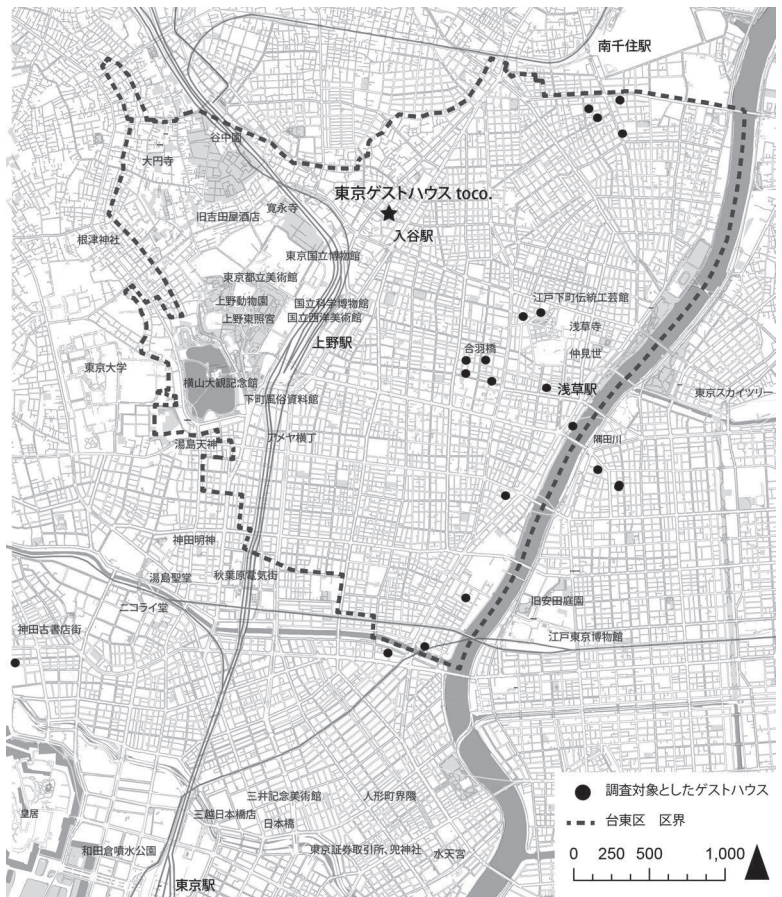 南千住駅
谷中園
大円寺
東京ゲストハウス toco.
旧吉田屋酒店
寛永寺
入谷駅
根津神社
東京国立博物館
東京都立美術館
上野動物園
国立科学博物館
江戸下町伝統工芸館
上野東照宮
国立西洋美術館
浅草寺
上野駅
合羽橋
仲見世
東京大学
横山大観記念館
浅草駅
東京スカイツリー
下町風俗資料館
湯島天神
アメヤ横丁
隅田川
神田明神
湯島聖堂
秋葉原電気街
ニコライ堂
旧安田庭園
神田古書店街
江戸東京博物館
三井記念美術館
人形町界隈
皇居
三越日本橋店
日本橋
和田倉噴水公園
東京証券取引所、兜神社
水天宮
東京駅
調査対象としたゲストハウス
台東区 区界
0 250 500 1,000